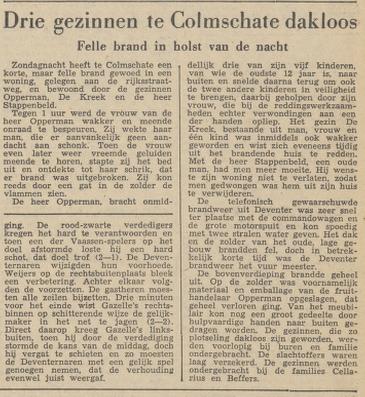 Drie gezinnen te Colmschate dakloos
Felle brand in holst van de nacht
Zondagnacht heeft te Colmschate een
korte, maar felle brand gewoed in een
woning, gelegen aan de rijksstraat-
weg, en bewoond door de gezinnen
Opperman, De Kreek en de heer
Stappenbeld.
Tegen 1 uur werd de vrouw van de
heer Opperman wakker en meende
onraad te bespeuren. Zij wekte haar
man, die er aanvankelijk geen aan-
dacht aan schonk. Toen de vrouw
even later weer vreemde geluiden
meende te horen, stapte zij het bed
uit en ontdekte tot haar schrik, dat
er brand was uitgebroken. Zij kon
reeds door een gat in de zolder de
vlammen zien.
De heer Opperman, bracht onmid-
dellijk drie van zijn vijf kinderen,
van wie de oudste 12 jaar is, naar
buiten en snelde daarna terug om ook
de twee andere kinderen in veiligheid
te brengen, daarbij geholpen door zijn
vrouw, die bij de reddingswerkzaam-
heden echter verwondingen aan een
der handen opliep. Het gezin De
Kreek, bestaande uit man, vrouw en
één kind was inmiddels ook wakker
geworden en wist zich eveneens tijdig
uit het brandende huis te redden.
Met de heer Stappenbeld, een oude
man, had men meer moeite. Hij wens-
te zijn woning niet te verlaten, zodat
men gedwongen was hem uit zijn huis
te verwijderen.
De telefonisch gewaarschuwde
brandweer uit Deventer was zeer snel
ter plaatse met de commandowagen en
de grote motorspuit en kon spoedig
met twee stralen water geven. Het dak
en de zolder van het oude, lage ge-
bouw brandden fel, doch in betrek-
kelijk korte tijd was de Deventer
brandweer het vuur meester.
De bovenverdieping brandde geheel
uit. Op de zolder was voornamelijk
materiaal en emballage van de fruit-
handelaar Opperman opgeslagen, dat
geheel verloren ging. Van het meubi-
lair kon nog een groot gedeelte door
hulpvaardige handen naar buiten ge-
dragen worden. De gezinnen, die zo
plotseling dakloos zijn geworden, wer-
den voorlopig bij buren en familie
ondergebracht. De slachtoffers waren
laag verzekerd. De gezinnen werden
ondergebracht bij de families Cella-
rius en Beffers.
ging. De rood-zwarte verdedigers
kregen het hard te verantwoorden en
toen een der Vaassen-spelers op het
doel afstormde loste hij een hard
schot, dat doel trof (2—1). De Deven-
ternaren wijzigden hun voorhoede.
Weijers op de rechtsbuitenplaats bleek
een verbetering. Achter elkaar volg-
den de voorzetten. De gastheren moes-
ten alle zeilen bijzetten. Drie minuten
voor het einde wist Gazelle's rechts-
binnen op schitterende wijze de gelijk-
maker in het net te jagen (2—2).
Direct daarop kreeg Gazelle's links-
buiten, toen hij door de verdediging
stormde de kans van de middag, doch
hij vergat te schieten en zo moesten
de Deventernaren met een gelijk spel
genoegen nemen, dat de verhouding
evenwel juist weergaf.